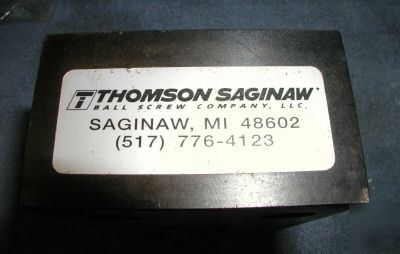 THOMSON SAGINAW
BALL SCREW COMPANY, LLC.
SAGINAW, MI 48602
(517) 776-4123